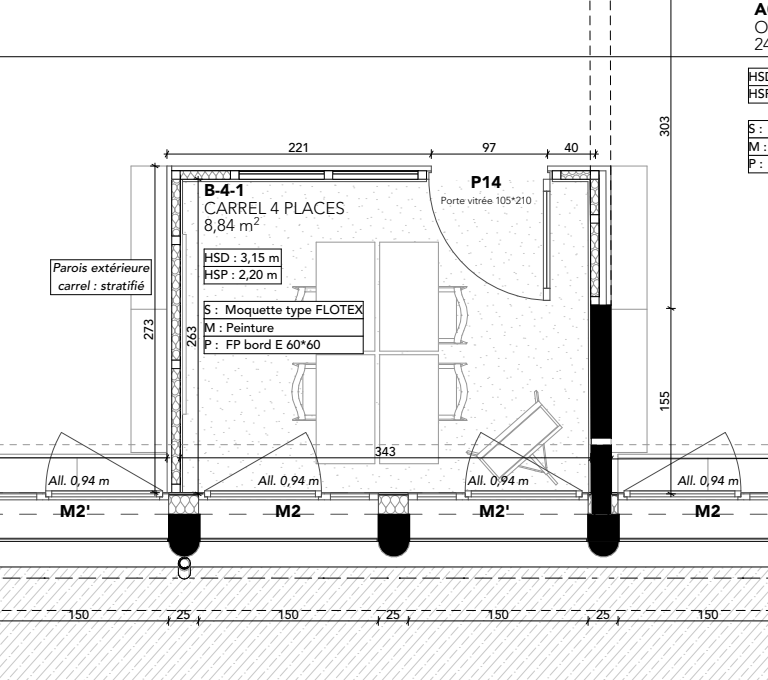 A
O
24
HSD
HSF
S :
M :
P :
303
221
97
40
B-4-1
CARREL 4 PLACES
8,84 m²
P14
Porte vitrée 105*210
HSD : 3,15 m
HSP : 2,20 m
Parois extérieure
carrel : stratifié
S : Moquette type FLOTEX
M : Peinture
P : FP bord E 60*60
273
263
155
343
All. 0,94 m
All. 0,94 m
All. 0,94 m
All. 0,94 m
M2'
M2
M2'
M2
150
25
150
25
150
25
150